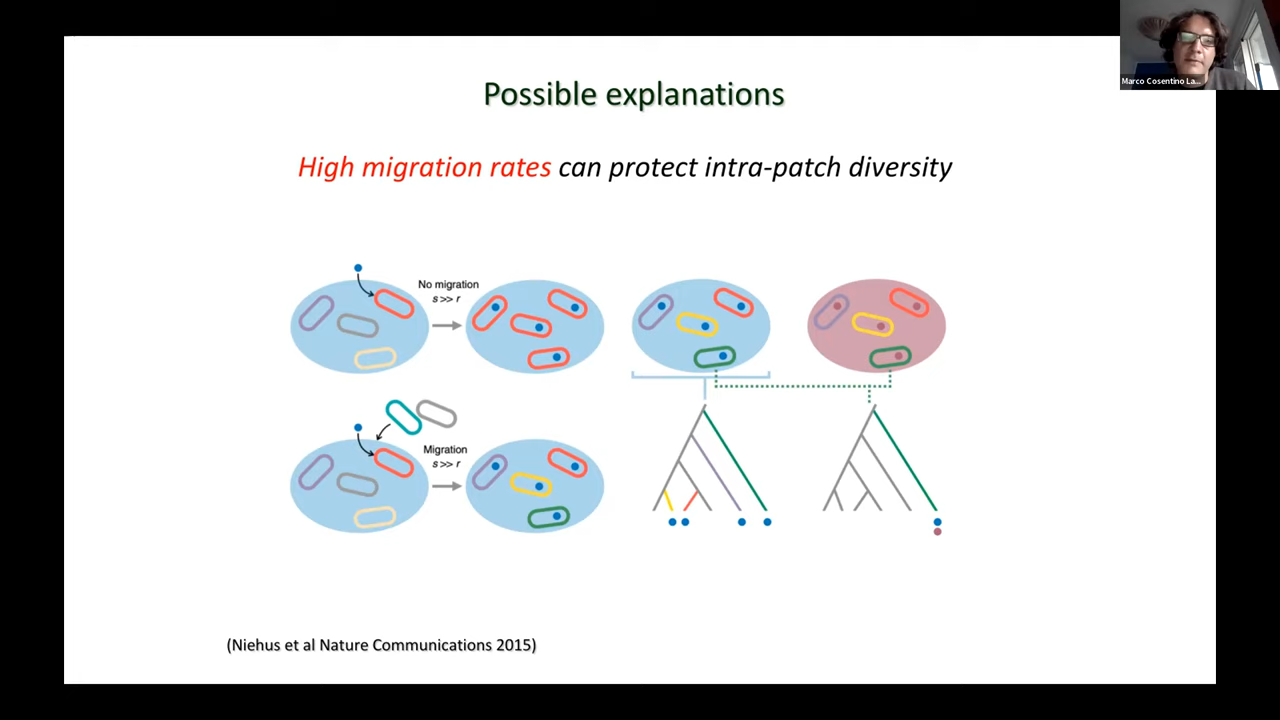 Possible explanations
High migration rates can protect intra-patch diversity
No migration
s>> r
Migration
s>> r
(Niehus et al Nature Communications 2015)
Marco Cosentino La...